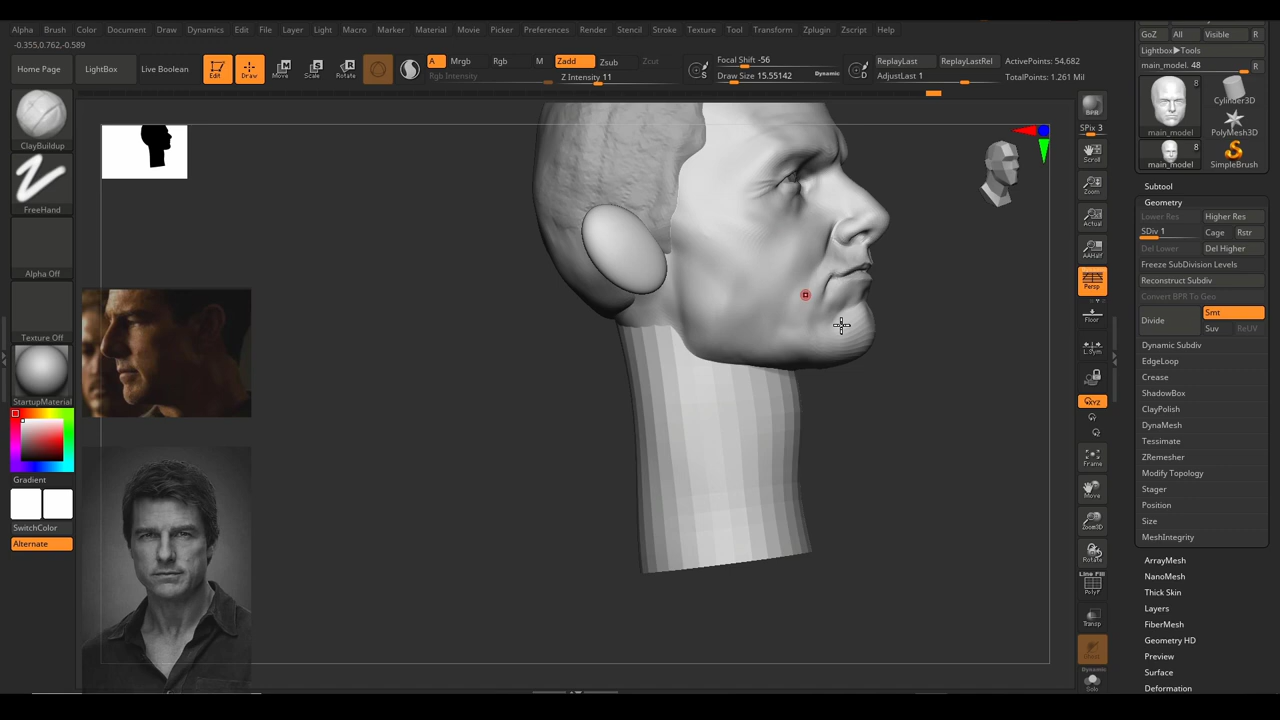 Alpha Brush Color Document Draw Dynamics Edit File Layer Light Macro Marker Material Movie Picker Preferences Render Stencil Stroke Texture Tool Transform Zplugin Zscript Help
-0.355,0.762,-0.589
Home Page
LightBox
Live Boolean
Edit
Draw
Move
Scale
Rotate
A
Mrgb
Rgb
M
Rgb Intensity
Zadd
Zsub
Zcut
Z Intensity 11
S
Focal Shift -56
Draw Size 15.55142
Dynamic
D
ReplayLast
ReplayLastRel
AdjustLast 1
ActivePoints: 54,682
TotalPoints: 1.261 Mil
ClayBuildup
FreeHand
Alpha Off
Texture Off
StartupMaterial
Gradient
SwitchColor
Alternate
BPR
SPix 3
Scroll
Zoom
Actual
AAHalf
Persp
Floor
L.Sym
XYZ
Frame
Move
Zoom3D
Rotate
Line Fill
PolyF
Transp
Dynamic
Solo
GoZ
All
Visible
R
Lightbox▶Tools
main_model. 48
R
8
main_model
Cylinder3D
PolyMesh3D
8
main_model
SimpleBrush
Subtool
Geometry
Lower Res
Higher Res
SDiv 1
Cage
Rstr
Del Lower
Del Higher
Freeze SubDivision Levels
Reconstruct Subdiv
Convert BPR To Geo
Divide
Smt
Suv
ReUV
Dynamic Subdiv
EdgeLoop
Crease
ShadowBox
ClayPolish
DynaMesh
Tessimate
ZRemesher
Modify Topology
Stager
Position
Size
MeshIntegrity
ArrayMesh
NanoMesh
Thick Skin
Layers
FiberMesh
Geometry HD
Preview
Surface
Deformation